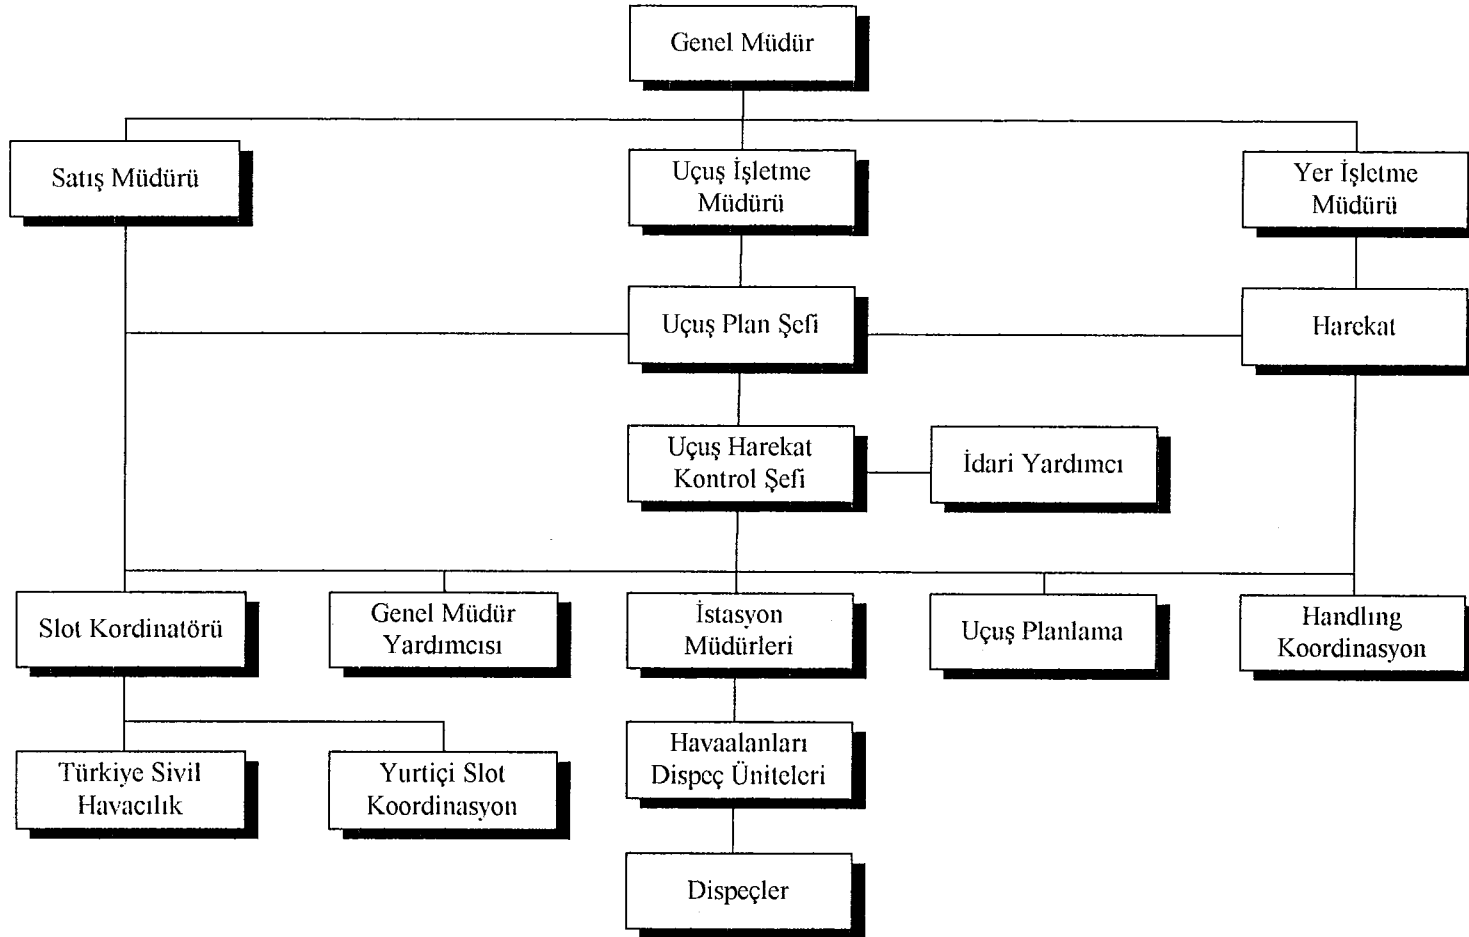 Genel Müdür
Satış Müdürü
Uçuş İşletme
Müdürü
Yer İşletme
Müdürü
Uçuş Plan Şefi
Harekat
Uçuş Harekat
Kontrol Şefi
İdari Yardımcı
Slot Kordinatörü
Genel Müdür
Yardımcısı
İstasyon
Müdürleri
Uçuş Planlama
Handling
Koordinasyon
Türkiye Sivil
Havacılık
Yurtiçi Slot
Koordinasyon
Havaalanları
Dispeç Üniteleri
Dispeçler